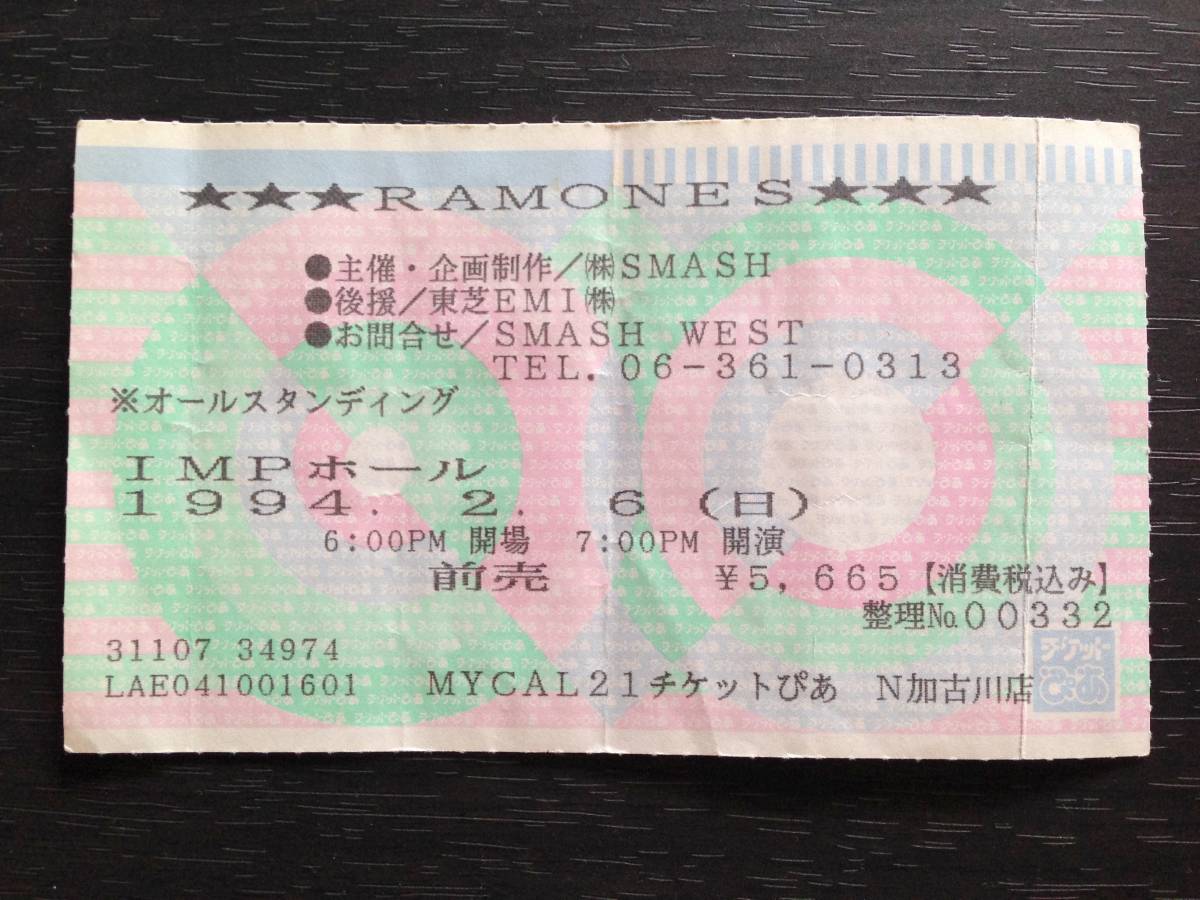 ★★★RAMONES★★★
●主催・企画制作/㈱SMASH
●後援/東芝EMI㈱
●お問合せ/SMASH WEST
TEL. 06-361-0313
※オールスタンディング
IMPホール
1994. 2. 6 (日)
6:00PM 開場 7:00PM 開演
前売 ¥5,665【消費税込み】
整理№00332
31107 34974
LAE041001601 MYCAL21チケットぴあ N加古川店
チケット
ぴあ